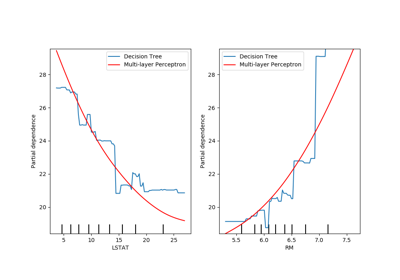 Decision Tree
Multi-layer Perceptron
28
26
24
22
20
Partial dependence
5
10
15
20
25
LSTAT
Decision Tree
Multi-layer Perceptron
28
26
24
22
20
Partial dependence
5.5
6.0
6.5
7.0
7.5
RM